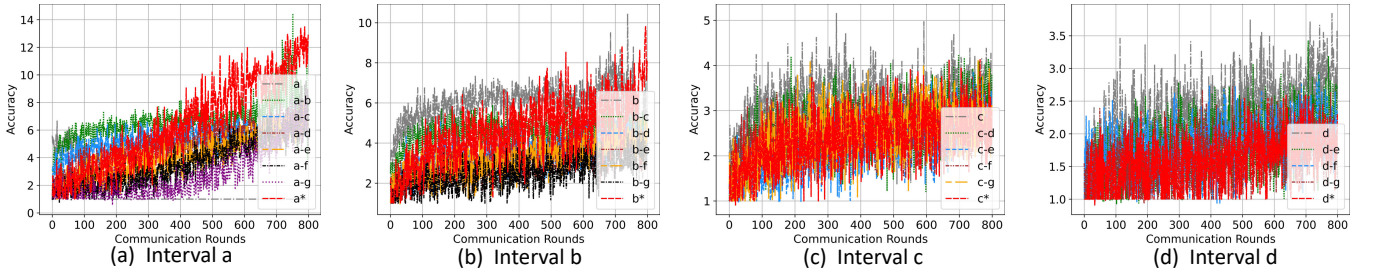 Accuracy
14
12
10
8
6
4
2
0
0 100 200 300 400 500 600 700 800
Communication Rounds
a
a-b
a-c
a-d
a-e
a-f
a-g
a*
(a) Interval a
Accuracy
10
8
6
4
2
0 100 200 300 400 500 600 700 800
Communication Rounds
b
b-c
b-d
b-e
b-f
b-g
b*
(b) Interval b
Accuracy
5
4
3
2
1
0 100 200 300 400 500 600 700 800
Communication Rounds
c
c-d
c-e
c-f
c-g
c*
(c) Interval c
Accuracy
3.5
3.0
2.5
2.0
1.5
1.0
0 100 200 300 400 500 600 700 800
Communication Rounds
d
d-e
d-f
d-g
d*
(d) Interval d